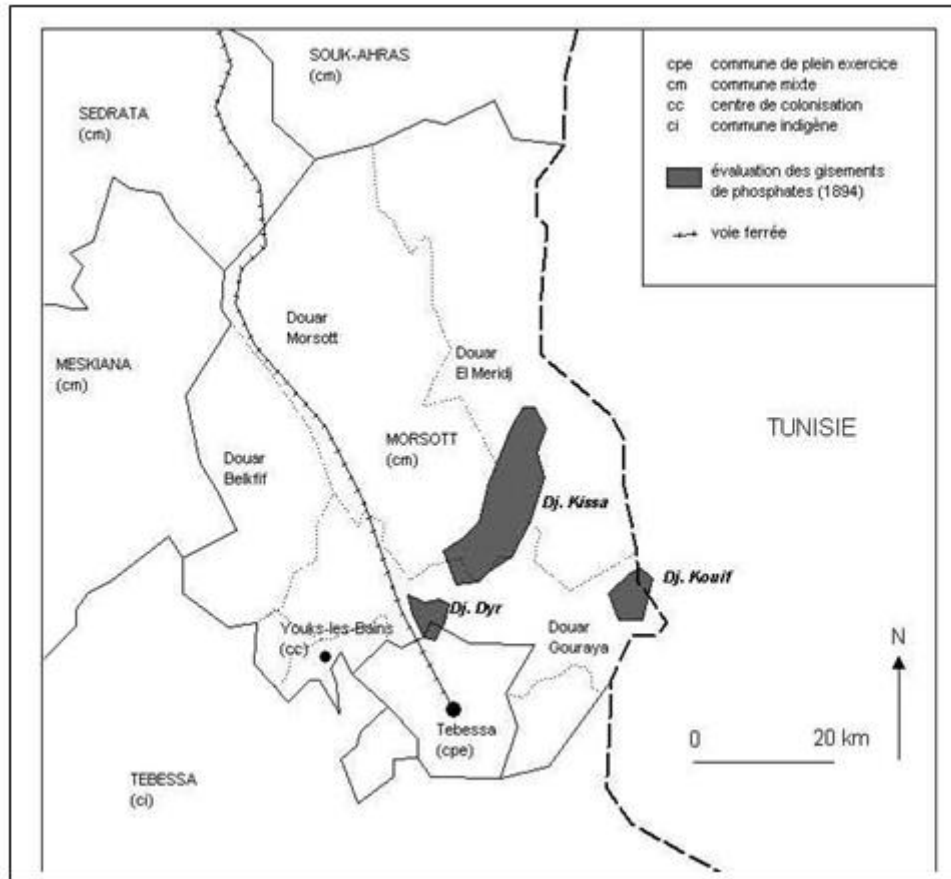 SOUK-AHRAS
(cm)
SEDRATA
(cm)
cpe commune de plein exercice
cm commune mixte
cc centre de colonisation
ci commune indigène
évaluation des gisements
de phosphates (1894)
voie ferrée
Douar
Morsott
Douar
El Meridj
MESKIANA
(cm)
TUNISIE
MORSOTT
(cm)
Douar
Belkfif
Dj. Kissa
Dj. Kouif
Dj. Dyr
Youks-les-Bains
(cc)
Douar
Gouraya
N
Tebessa
(cpe)
0 20 km
TEBESSA
(ci)